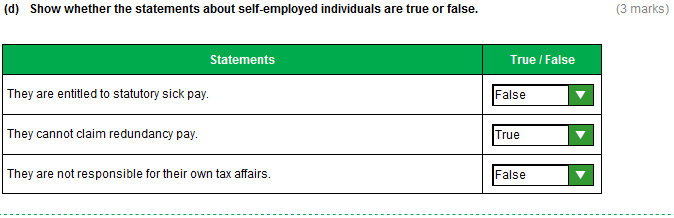 (d) Show whether the statements about self-employed individuals are true or false. (3 marks)
Statements True / False
They are entitled to statutory sick pay. False
They cannot claim redundancy pay. True
They are not responsible for their own tax affairs. False